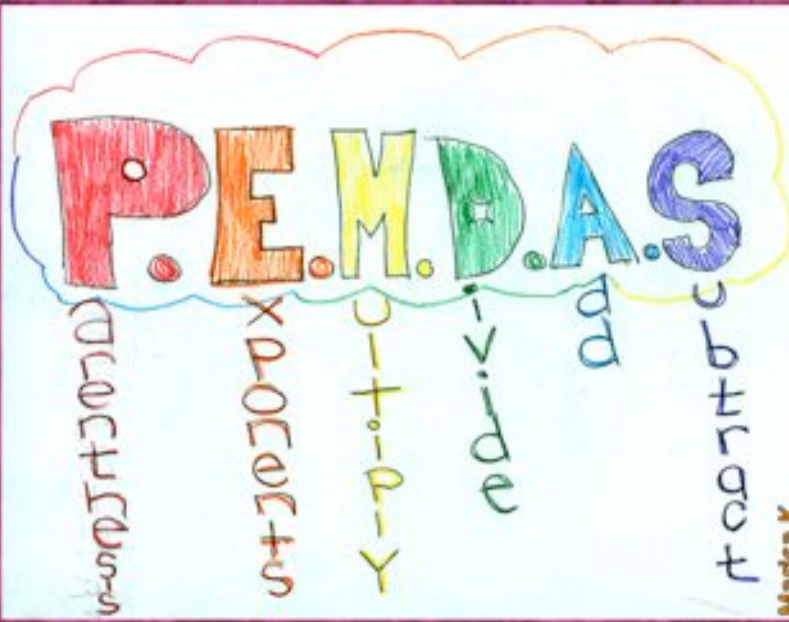 P.E.M.D.A.S
arenthesis
xponents
ultiply
ivide
dd
ubtract